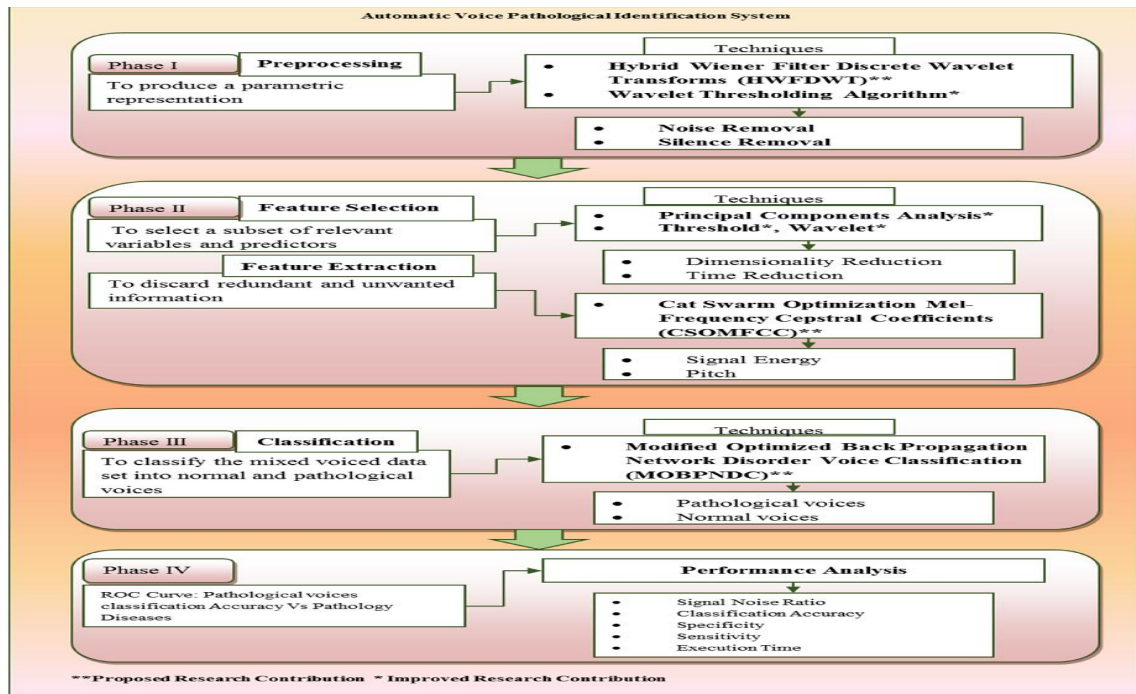 Automatic Voice Pathological Identification System
Phase I
Preprocessing
To produce a parametric
representation
Techniques
• Hybrid Wiener Filter Discrete Wavelet
Transforms (HWFDWT)**
• Wavelet Thresholding Algorithm*
• Noise Removal
• Silence Removal
Phase II
Feature Selection
To select a subset of relevant
variables and predictors
Techniques
• Principal Components Analysis*
• Threshold*, Wavelet*
• Dimensionality Reduction
• Time Reduction
Feature Extraction
To discard redundant and unwanted
information
• Cat Swarm Optimization Mel-
Frequency Cepstral Coefficients
(CSOMFCC)**
• Signal Energy
• Pitch
Phase III
Classification
To classify the mixed voiced data
set into normal and pathological
voices
Techniques
• Modified Optimized Back Propagation
Network Disorder Voice Classification
(MOBPNDC)**
• Pathological voices
• Normal voices
Phase IV
ROC Curve: Pathological voices
classification Accuracy Vs Pathology
Diseases
Performance Analysis
• Signal Noise Ratio
• Classification Accuracy
• Specificity
• Sensitivity
• Execution Time
**Proposed Research Contribution * Improved Research Contribution